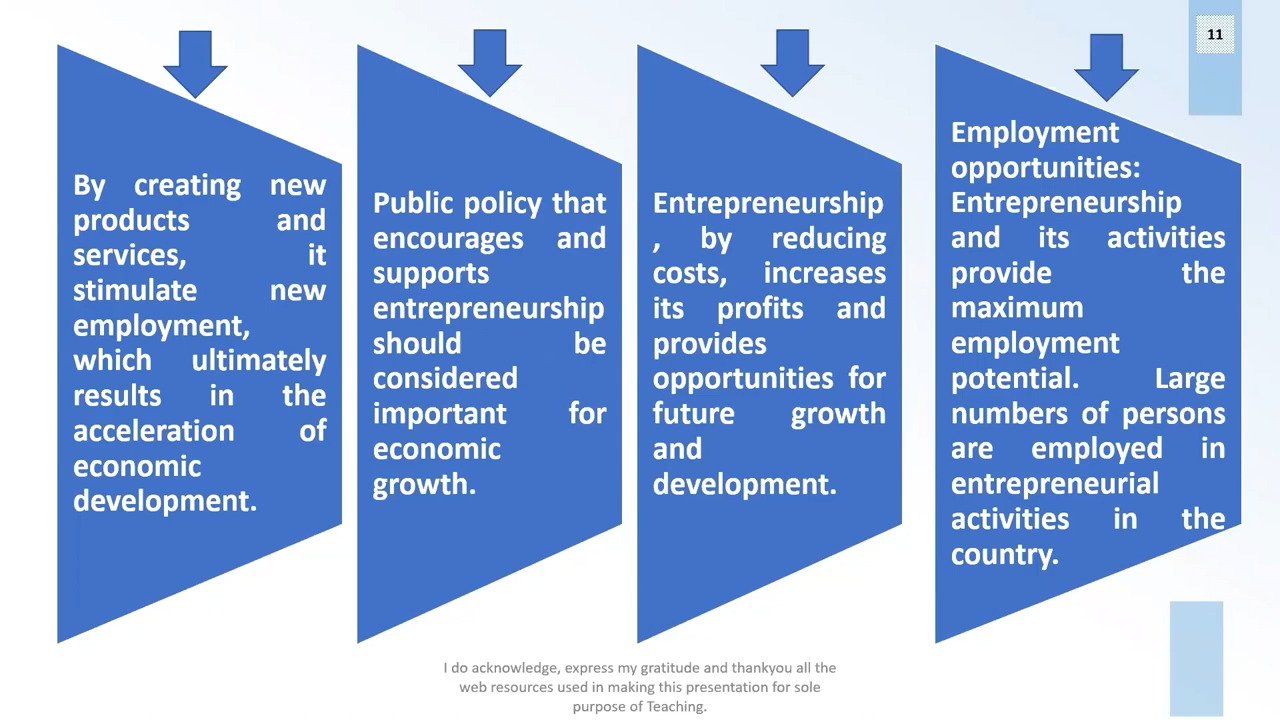 11
By creating new
products and
services, it
stimulate new
employment,
which ultimately
results in the
acceleration of
economic
development.
Public policy that
encourages and
supports
entrepreneurship
should be
considered
important for
economic
growth.
Entrepreneurship
, by reducing
costs, increases
its profits and
provides
opportunities for
future growth
and
development.
Employment
opportunities:
Entrepreneurship
and its activities
provide the
maximum
employment
potential. Large
numbers of persons
are employed in
entrepreneurial
activities in the
country.
I do acknowledge, express my gratitude and thankyou all the
web resources used in making this presentation for sole
purpose of Teaching.